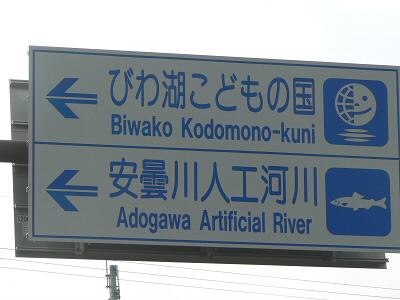 びわ湖こどもの国
Biwako Kodomono-kuni
安曇川人工河川
Adogawa Artificial River